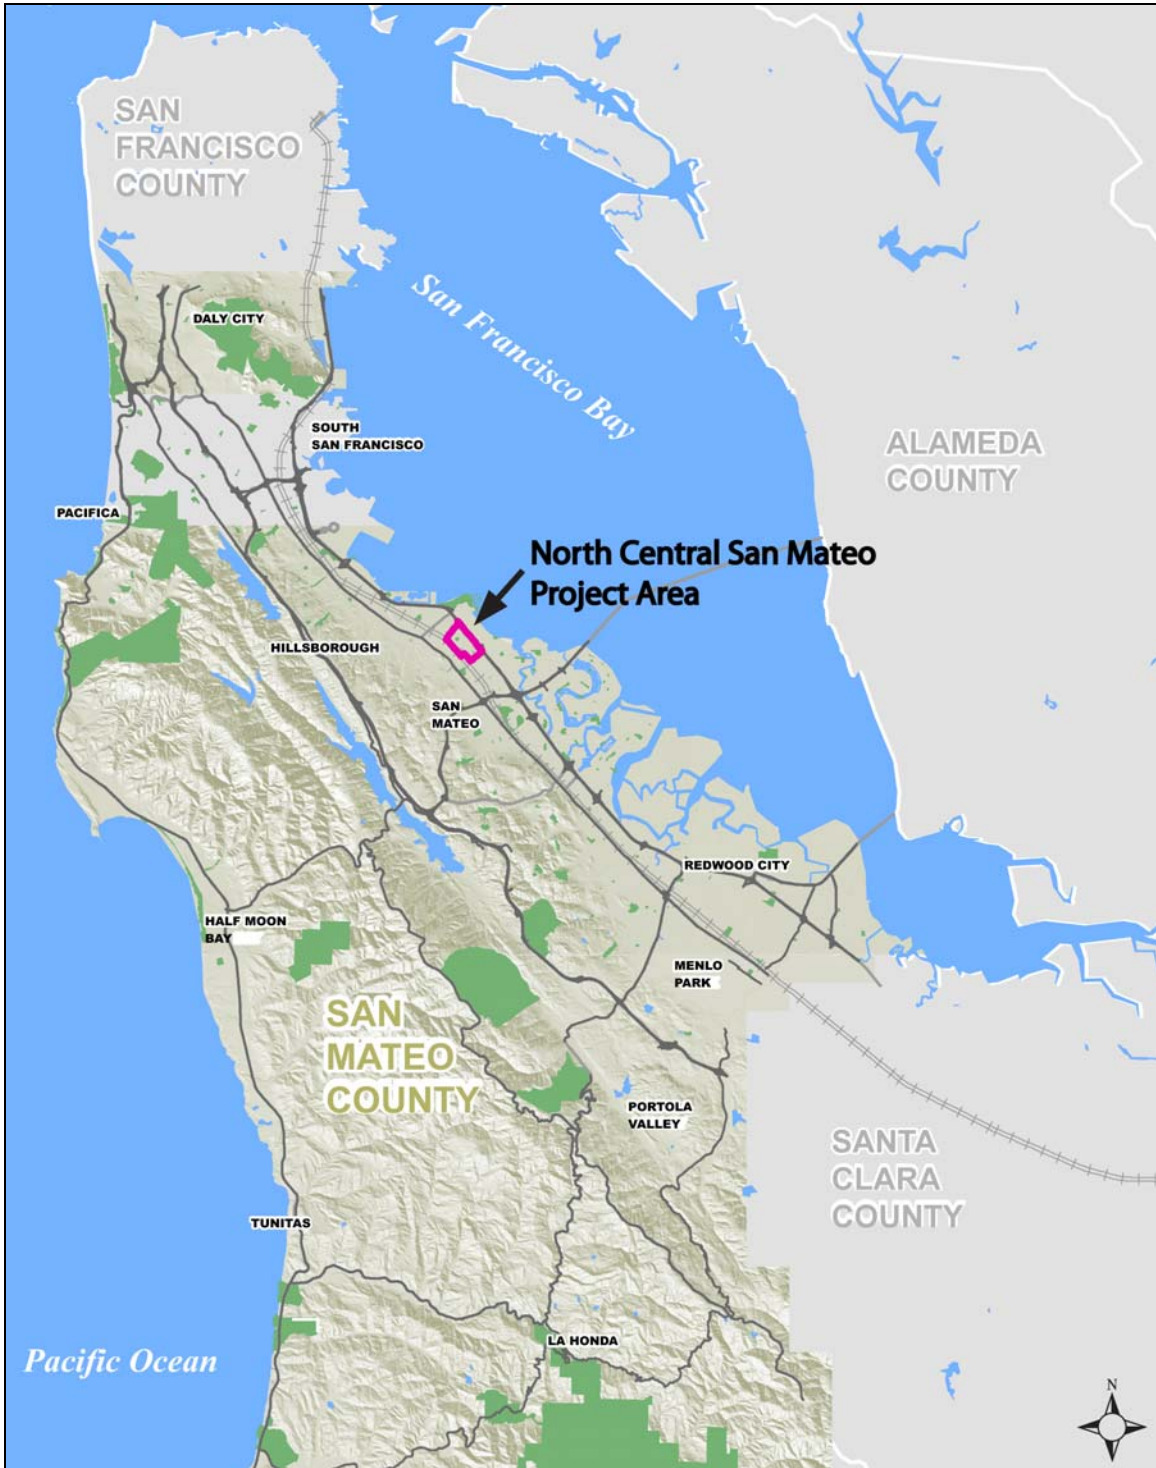 SAN
FRANCISCO
COUNTY
San Francisco Bay
DALY CITY
SOUTH
SAN FRANCISCO
ALAMEDA
COUNTY
PACIFICA
North Central San Mateo
Project Area
HILLSBOROUGH
SAN
MATEO
REDWOOD CITY
HALF MOON
BAY
MENLO
PARK
SAN
MATEO
COUNTY
PORTOLA
VALLEY
SANTA
CLARA
COUNTY
TUNITAS
LA HONDA
Pacific Ocean
N